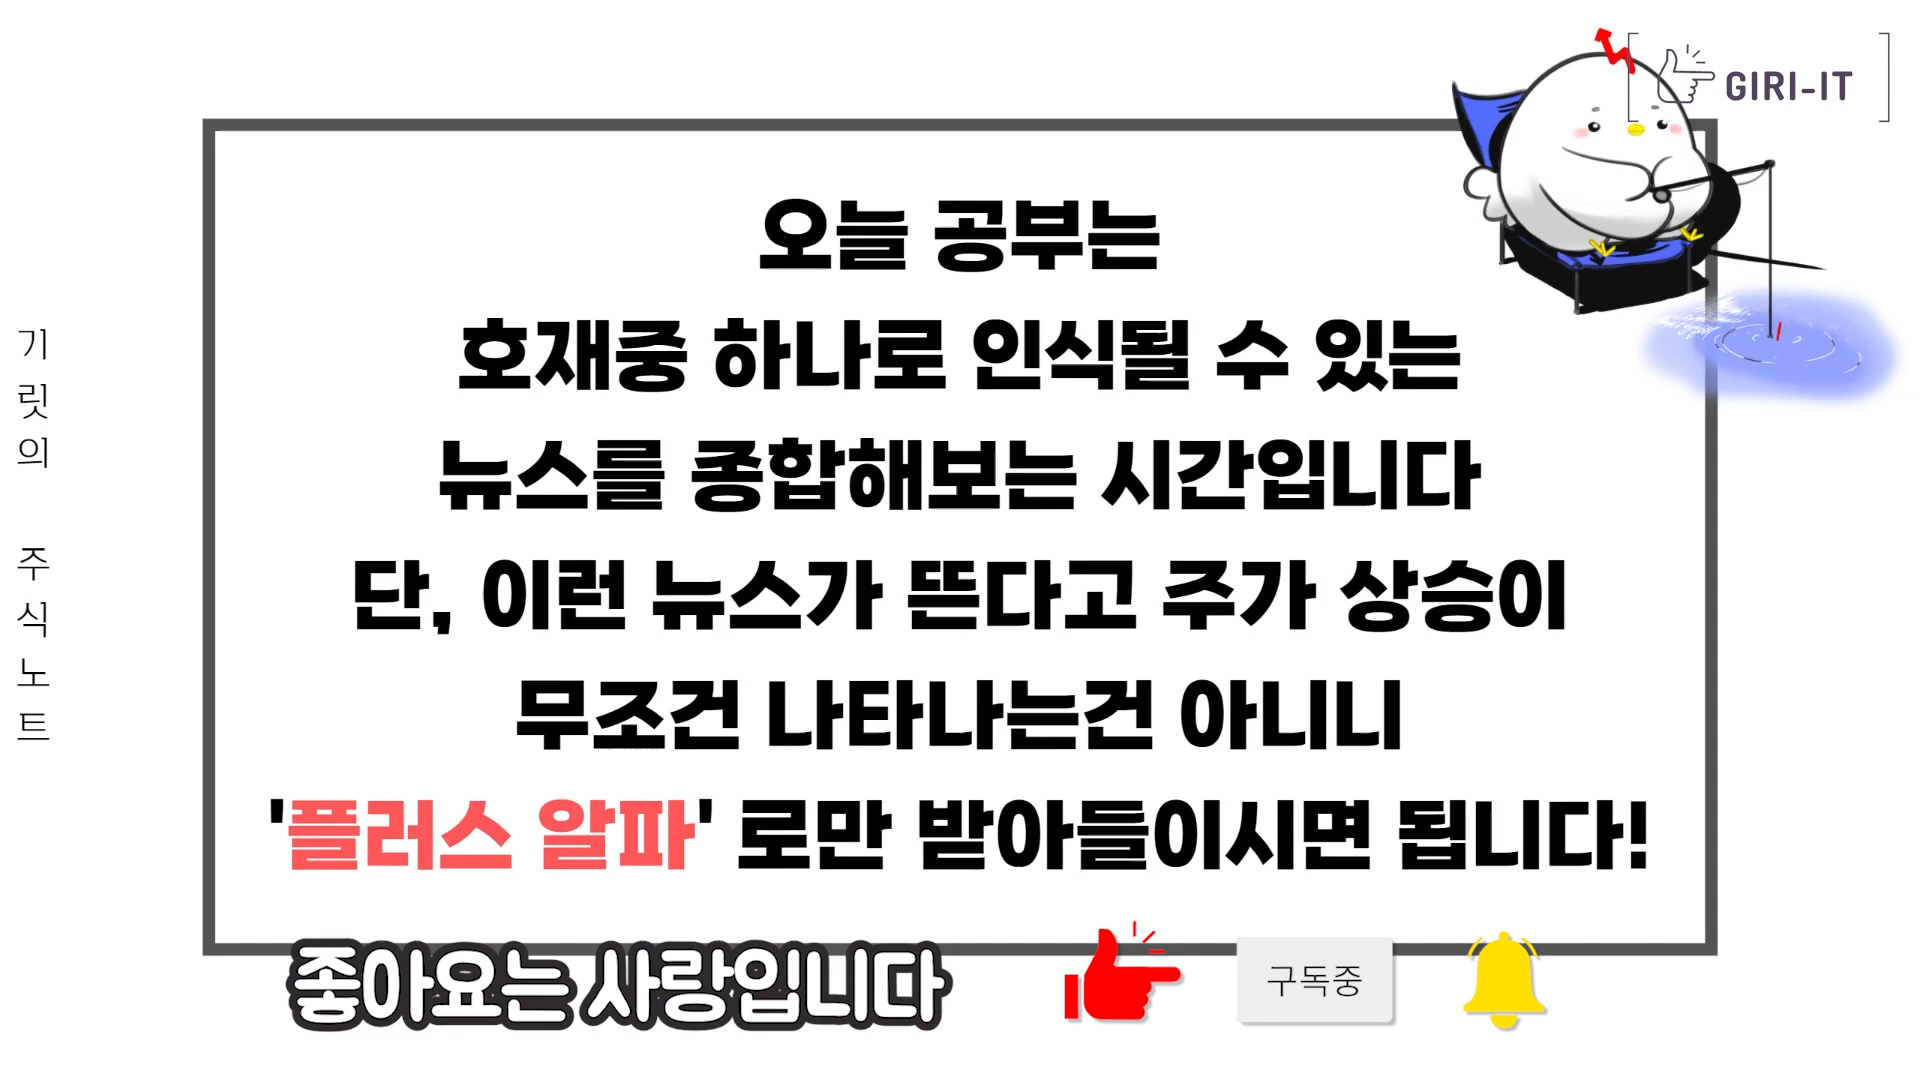 GIRI-IT
기릿의 주식노트
오늘 공부는
호재중 하나로 인식될 수 있는
뉴스를 종합해보는 시간입니다
단, 이런 뉴스가 뜬다고 주가 상승이
무조건 나타나는건 아니니
'플러스 알파' 로만 받아들이시면 됩니다!
좋아요는 사랑입니다
구독중